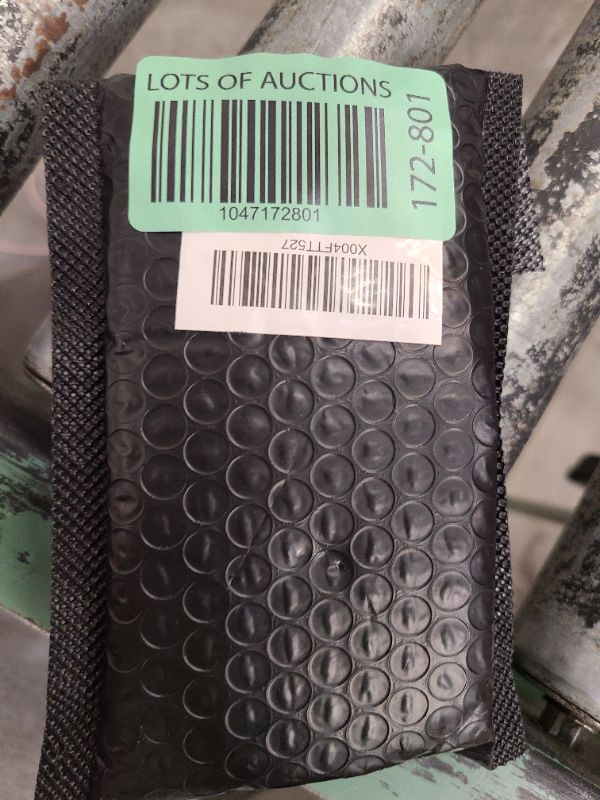 LOTS OF AUCTIONS
172-801
1047172801
X004FTT527